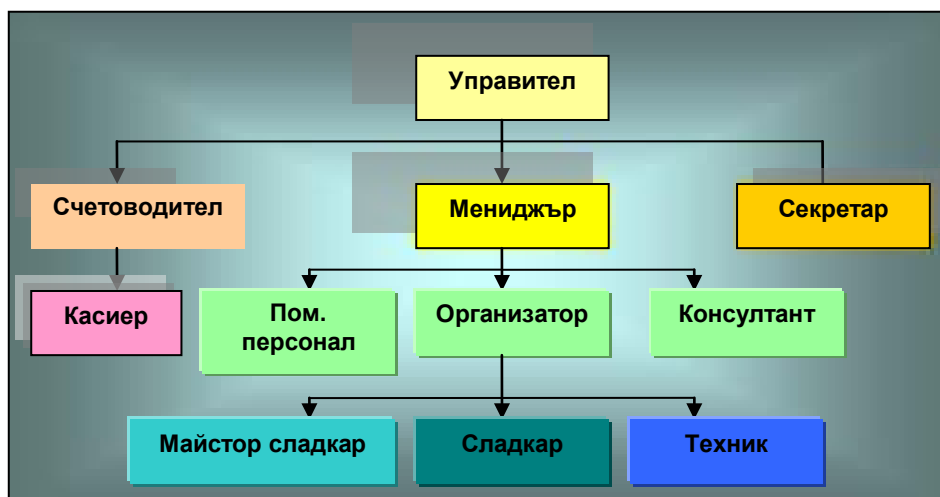 Управител
Счетоводител
Мениджър
Секретар
Касиер
Пом.
персонал
Организатор
Консултант
Майстор сладкар
Сладкар
Техник